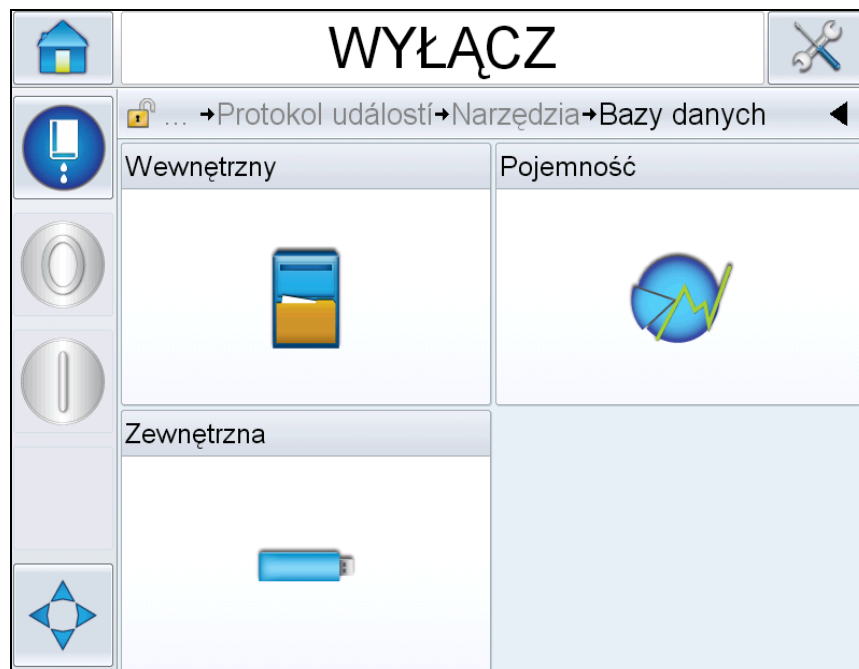 WYŁĄCZ
... →Protokol událostí→Narzędzia→Bazy danych
Wewnętrzny
Pojemność
Zewnętrzna